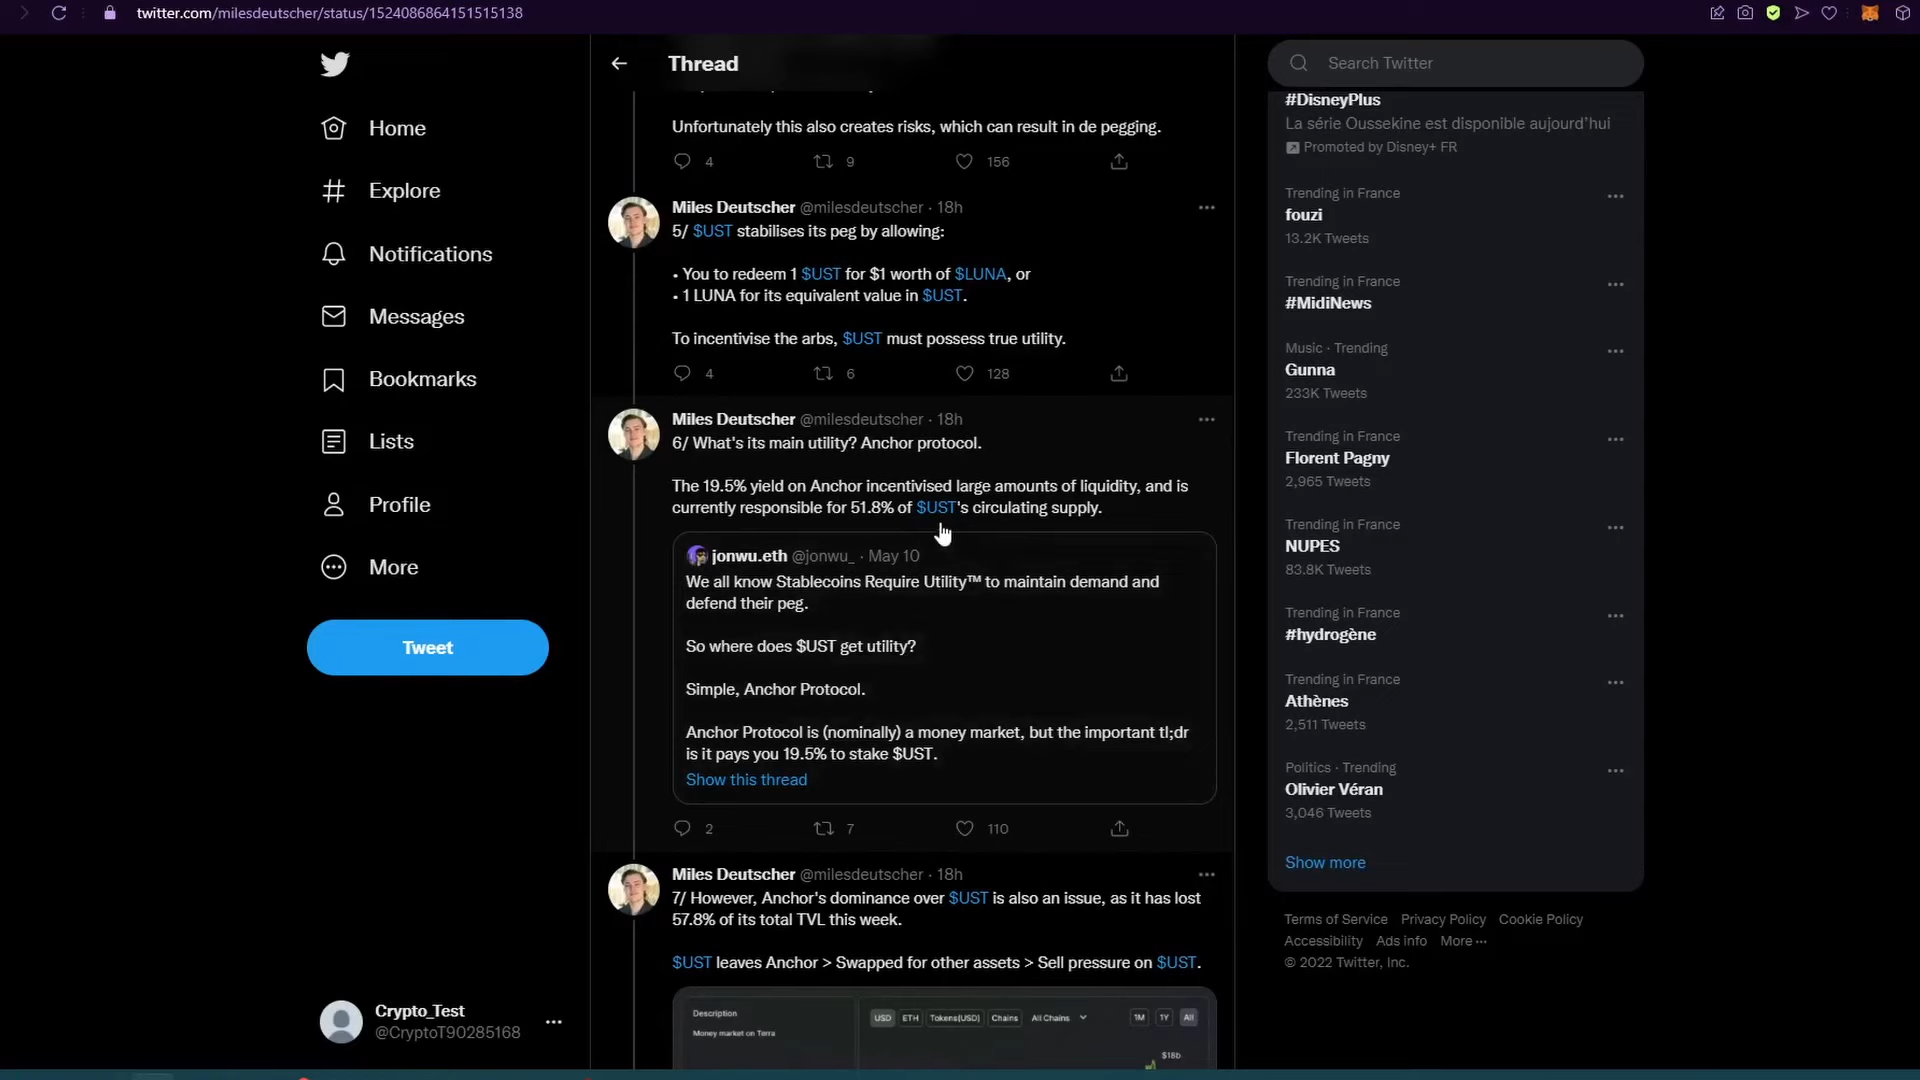 twitter.com/milesdeutscher/status/1524086864151515138
Home
Explore
Notifications
Messages
Bookmarks
Lists
Profile
More
Tweet
Crypto_Test
@CryptoT90285168
Thread
Unfortunately this also creates risks, which can result in de pegging.
4 9 156
Miles Deutscher @milesdeutscher · 18h
5/ $UST stabilises its peg by allowing:
• You to redeem 1 $UST for $1 worth of $LUNA, or
• 1 LUNA for its equivalent value in $UST.
To incentivise the arbs, $UST must possess true utility.
4 6 128
Miles Deutscher @milesdeutscher · 18h
6/ What's its main utility? Anchor protocol.
The 19.5% yield on Anchor incentivised large amounts of liquidity, and is
currently responsible for 51.8% of $UST's circulating supply.
jonwu.eth @jonwu_ · May 10
We all know Stablecoins Require Utility™ to maintain demand and
defend their peg.
So where does $UST get utility?
Simple, Anchor Protocol.
Anchor Protocol is (nominally) a money market, but the important tl;dr
is it pays you 19.5% to stake $UST.
Show this thread
2 7 110
Miles Deutscher @milesdeutscher · 18h
7/ However, Anchor's dominance over $UST is also an issue, as it has lost
57.8% of its total TVL this week.
$UST leaves Anchor > Swapped for other assets > Sell pressure on $UST.
Description
Money market on Terra
USD ETH Tokens(USD) Chains All Chains 1M 1Y All
$18b
Search Twitter
#DisneyPlus
La série Oussekine est disponible aujourd'hui
Promoted by Disney+ FR
Trending in France
fouzi
13.2K Tweets
Trending in France
#MidiNews
Music · Trending
Gunna
233K Tweets
Trending in France
Florent Pagny
2,965 Tweets
Trending in France
NUPES
83.8K Tweets
Trending in France
#hydrogène
Trending in France
Athènes
2,511 Tweets
Politics · Trending
Olivier Véran
3,046 Tweets
Show more
Terms of Service Privacy Policy Cookie Policy
Accessibility Ads info More ···
© 2022 Twitter, Inc.